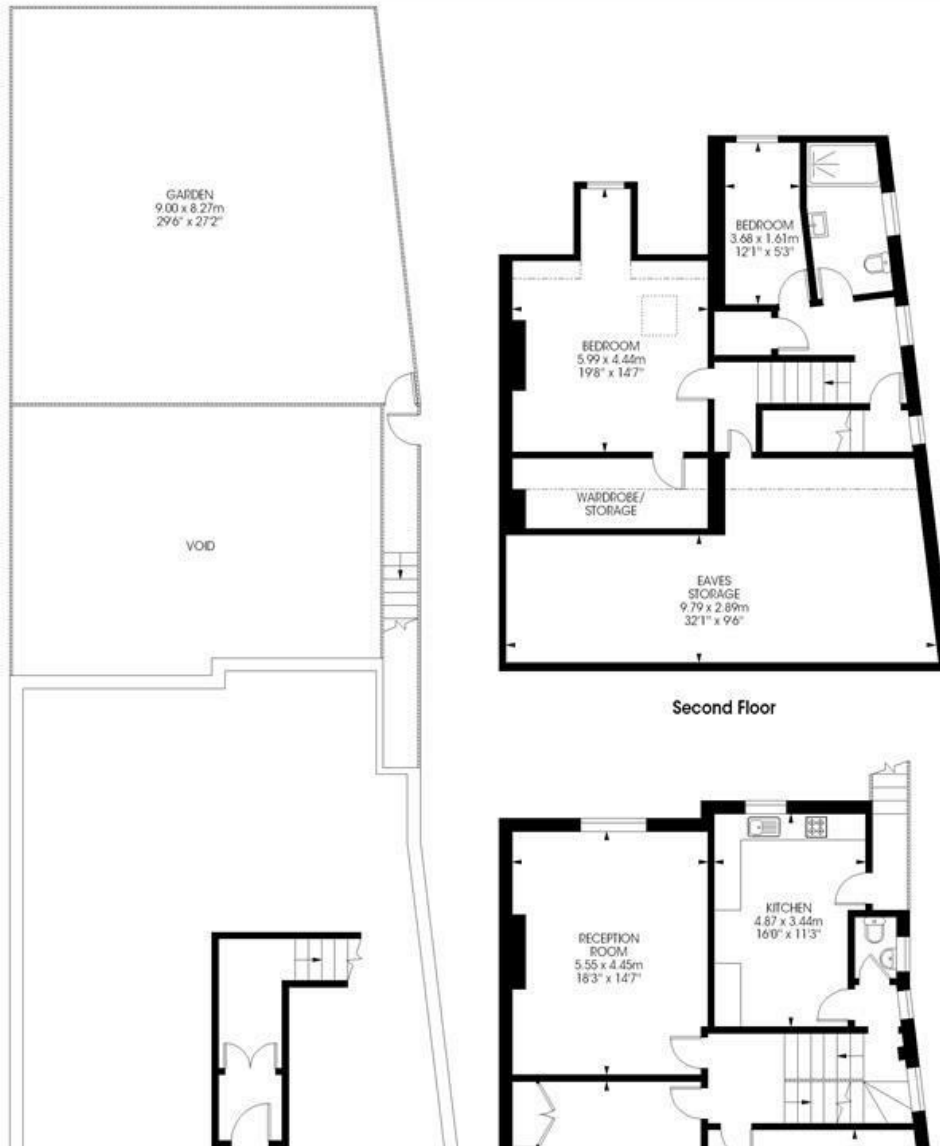 GARDEN
9.00 x 8.27m
29'6" x 27'2"
VOID
BEDROOM
3.68 x 1.61m
12'1" x 5'3"
BEDROOM
5.99 x 4.44m
19'8" x 14'7"
WARDROBE/
STORAGE
EAVES
STORAGE
9.79 x 2.89m
32'1" x 9'6"
Second Floor
KITCHEN
4.87 x 3.44m
16'0" x 11'3"
RECEPTION
ROOM
5.55 x 4.45m
18'3" x 14'7"